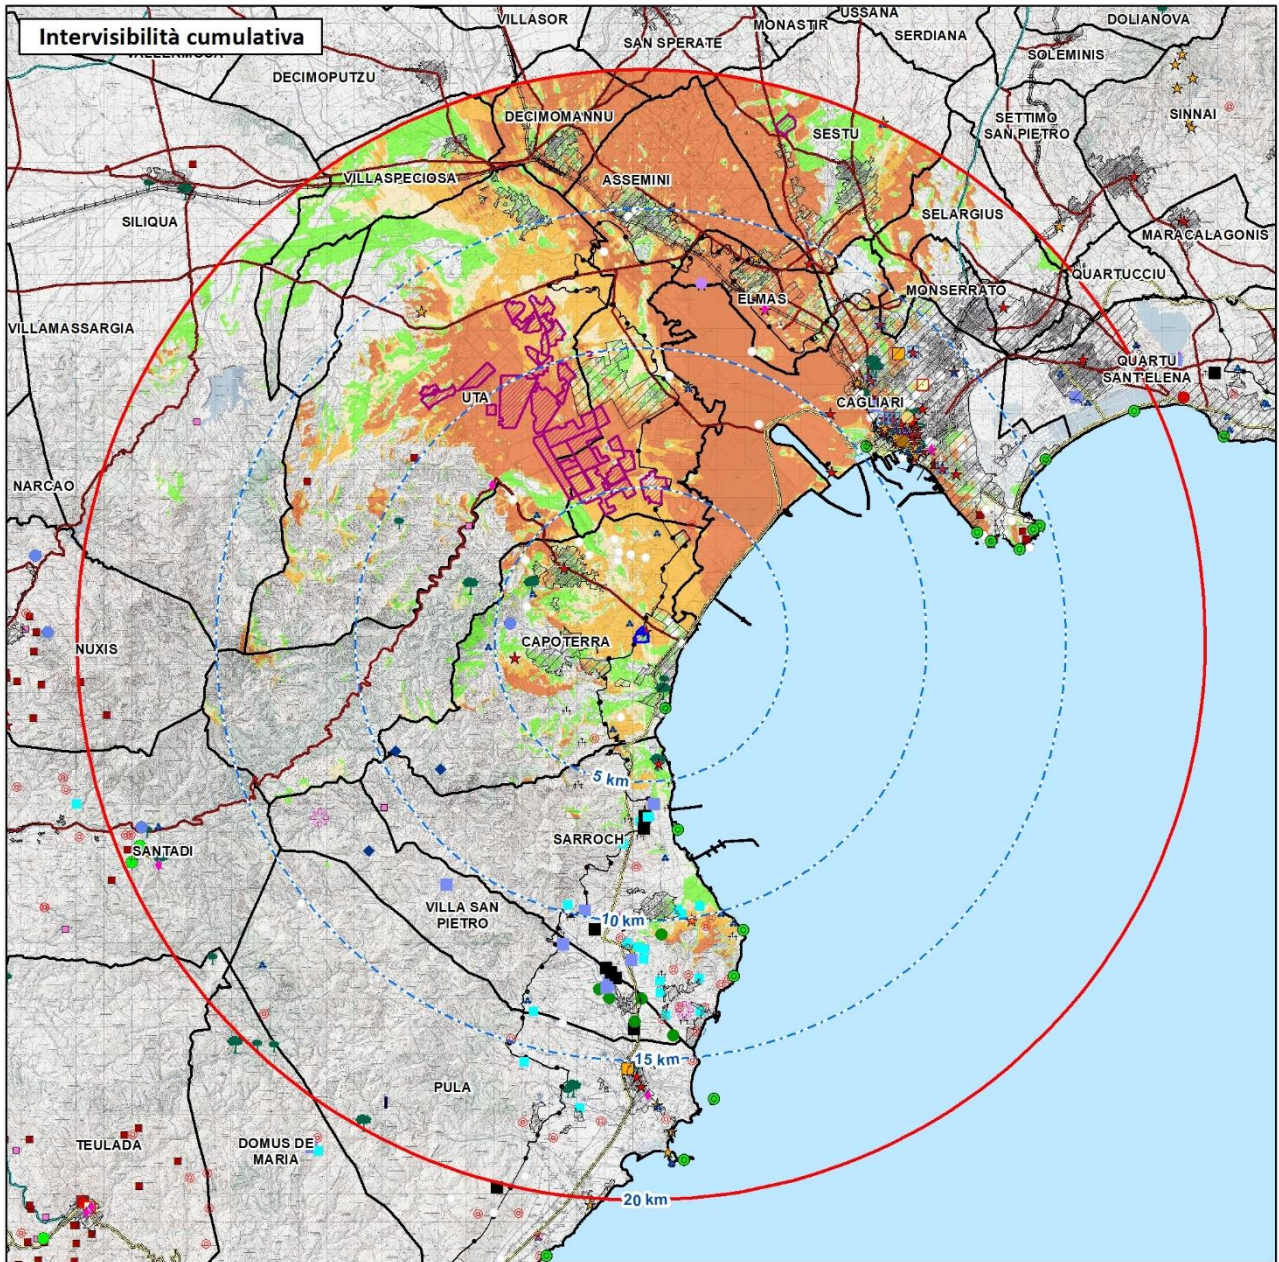 Intervisibilità cumulativa
VILLASOR
SAN SPERATE
MONASTIR
USSANA
SERDIANA
DOLIANOVA
DECIMOPUTZU
SOLEMINIS
SINNAI
DECIMOMANNU
SESTU
SETTIMO
SAN PIETRO
VILLASPECIOSA
ASSEMINI
SILIQUA
SELARGIUS
MARACALAGONIS
QUARTUCCIU
MONSERRATO
ELMAS
VILLAMASSARGIA
QUARTU
SANT'ELENA
UTA
CAGLIARI
NARCAO
NUXIS
CAPOTERRA
5 km
SARROCH
SANTADI
VILLA SAN
PIETRO
10 km
15 km
PULA
TEULADA
DOMUS DE
MARIA
20 km